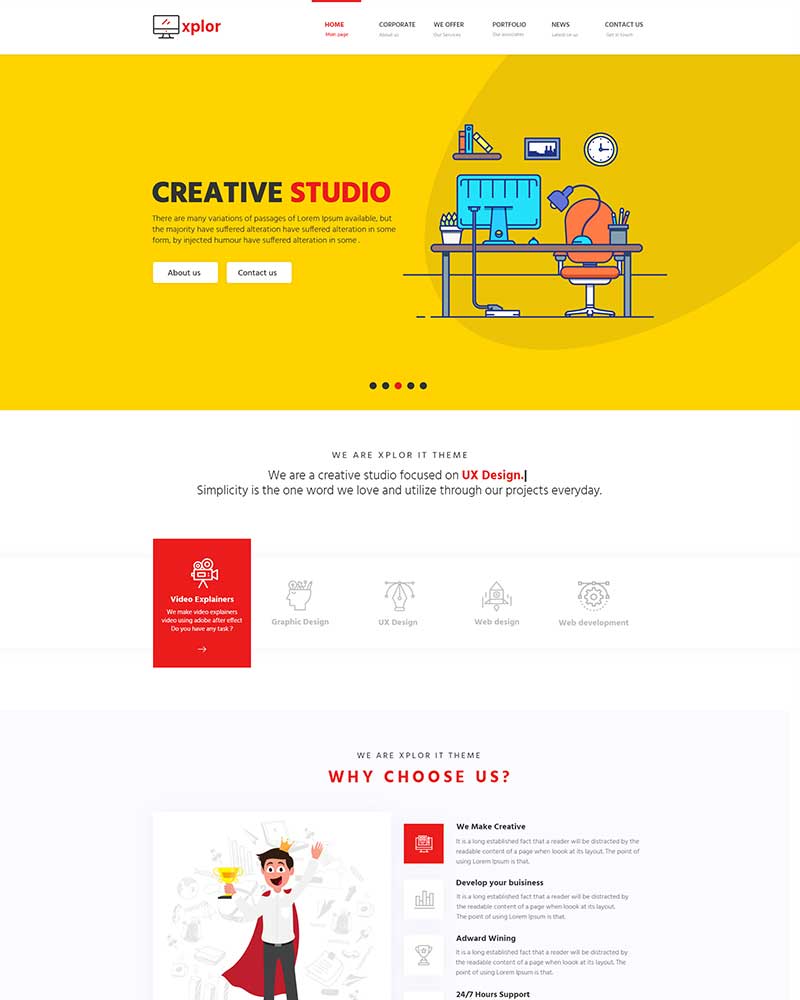 xplor
HOME
Main page
CORPORATE
About us
WE OFFER
Our Services
PORTFOLIO
Our associates
NEWS
Latest ne us
CONTACT US
Get in touch
CREATIVE STUDIO
There are many variations of passages of Lorem Ipsum available, but
the majority have suffered alteration have suffered alteration in some
form, by injected humour have suffered alteration in some .
About us
Contact us
WE ARE XPLOR IT THEME
We are a creative studio focused on UX Design.|
Simplicity is the one word we love and utilize through our projects everyday.
Video Explainers
We make video explainers
video using adobe after effect
Do you have any task ?
Graphic Design
UX Design
Web design
Web development
WE ARE XPLOR IT THEME
WHY CHOOSE US?
We Make Creative
It is a long established fact that a reader will be distracted by the
readable content of a page when loook at its layout. The point of
using Lorem Ipsum is that.
Develop your buisiness
It is a long established fact that a reader will be distracted by
the readable content of a page when loook at its layout.
The point of using Lorem Ipsum is that.
Adward Wining
It is a long established fact that a reader will be distracted by
the readable content of a page when loook at its layout. The
point of using Lorem Ipsum is that.
24/7 Hours Support